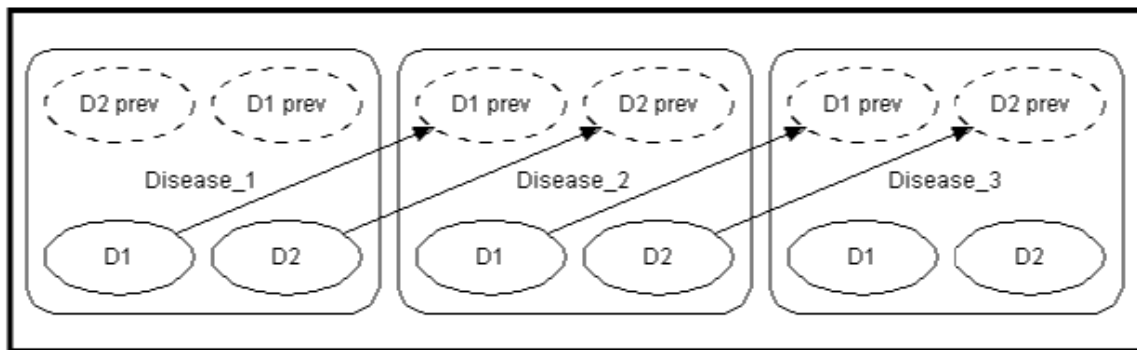 D2 prev D1 prev D1 prev D2 prev D1 prev D2 prev
Disease_1 Disease_2 Disease_3
D1 D2 D1 D2 D1 D2